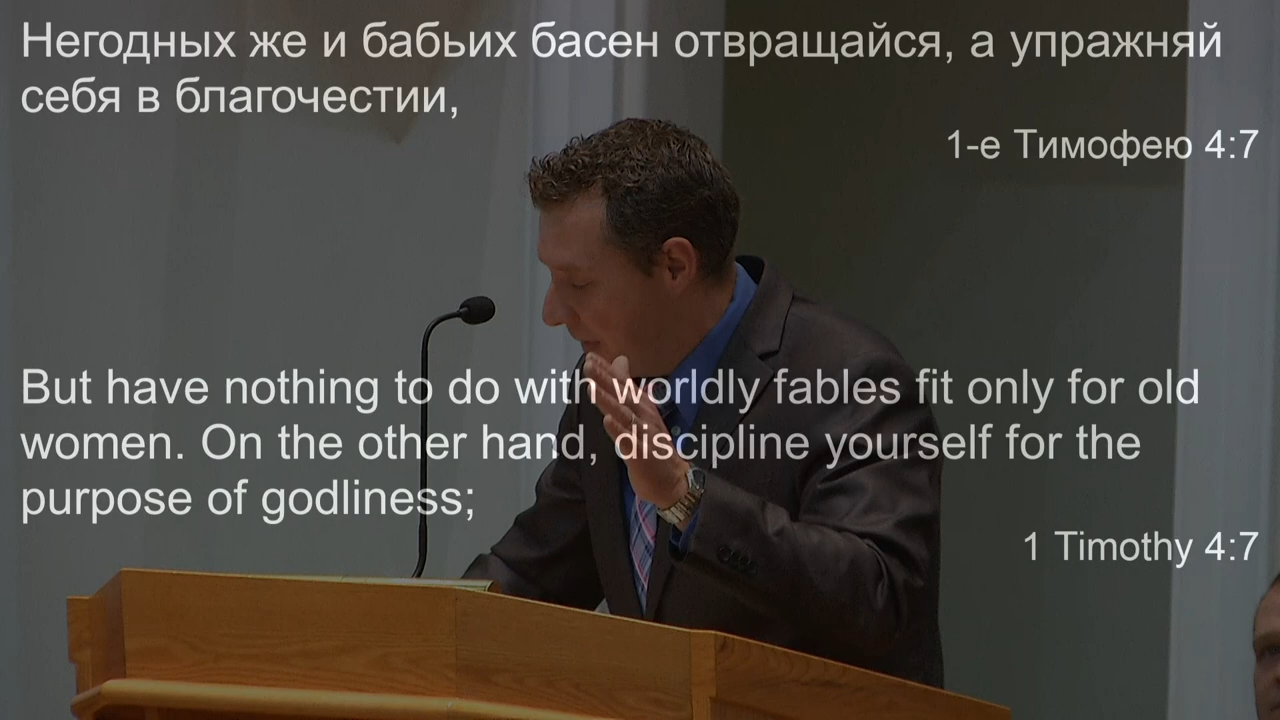 Негодных же и бабьих басен отвращайся, а упражняй
себя в благочестии,
1-е Тимофею 4:7
But have nothing to do with worldly fables fit only for old
women. On the other hand, discipline yourself for the
purpose of godliness;
1 Timothy 4:7